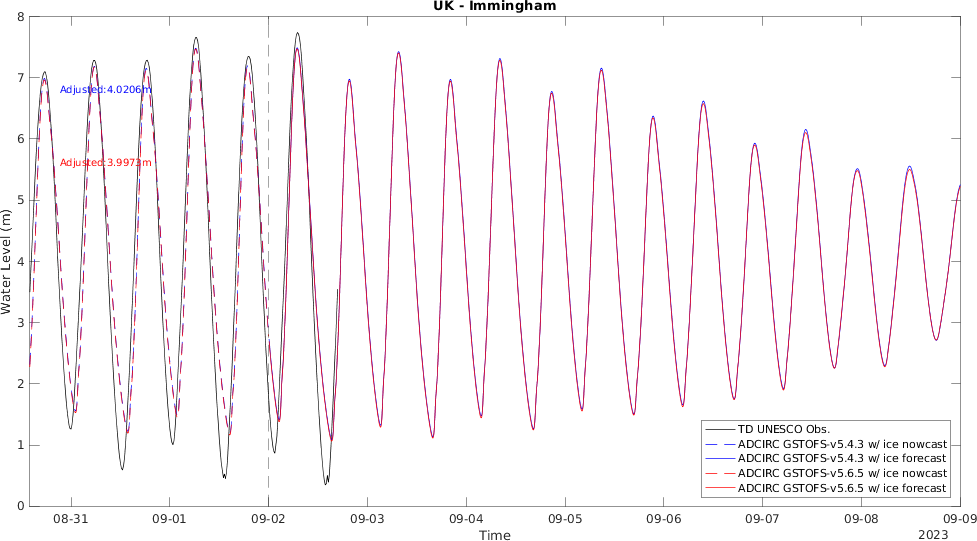 UK - Immingham
8
7
6
5
4
3
2
1
0
Water Level (m)
Adjusted:4.0206m
Adjusted:3.9973m
TD UNESCO Obs.
ADCIRC GSTOFS-v5.4.3 w/ ice nowcast
ADCIRC GSTOFS-v5.4.3 w/ ice forecast
ADCIRC GSTOFS-v5.6.5 w/ ice nowcast
ADCIRC GSTOFS-v5.6.5 w/ ice forecast
08-31 09-01 09-02 09-03 09-04 09-05 09-06 09-07 09-08 09-09
Time
2023